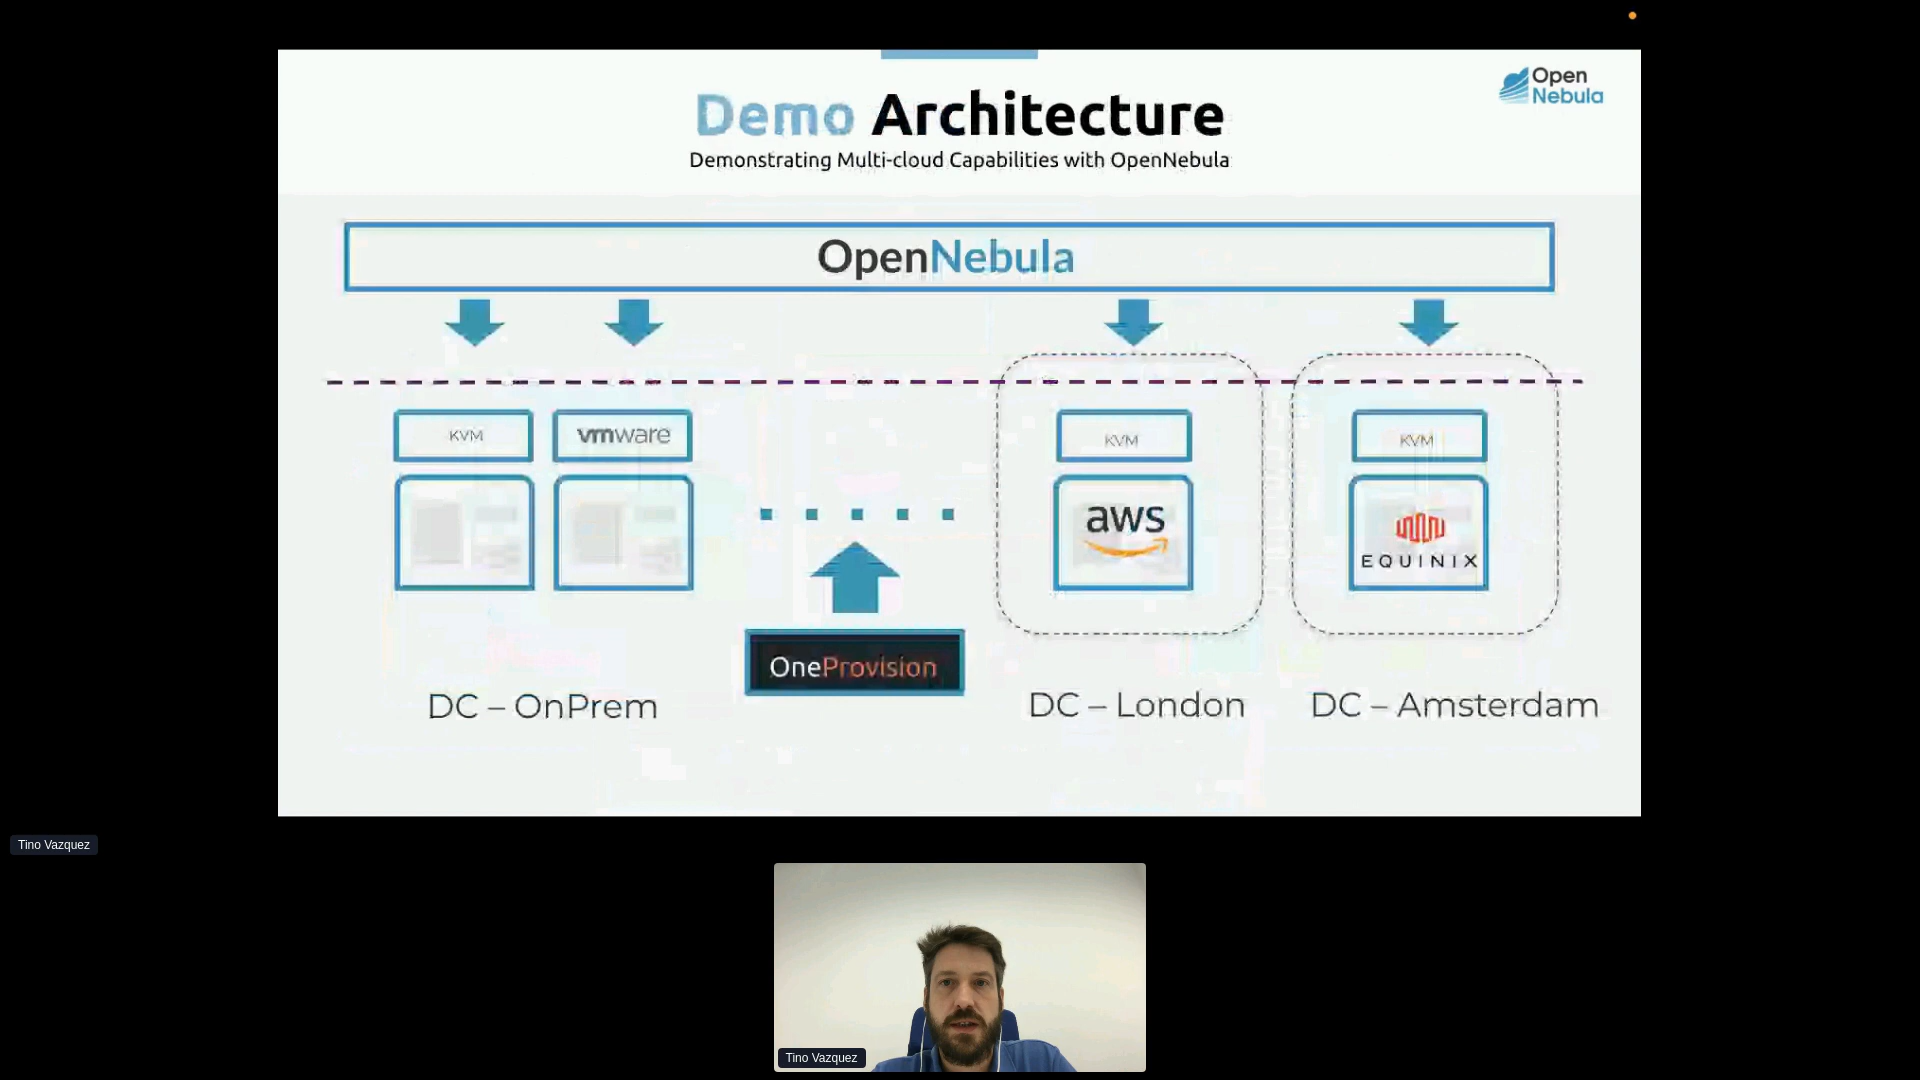 Open
Nebula
Demo Architecture
Demonstrating Multi-cloud Capabilities with OpenNebula
OpenNebula
KVM
vmware
KVM
KVM
aws
EQUINIX
OneProvision
DC – OnPrem
DC – London
DC – Amsterdam
Tino Vazquez
Tino Vazquez